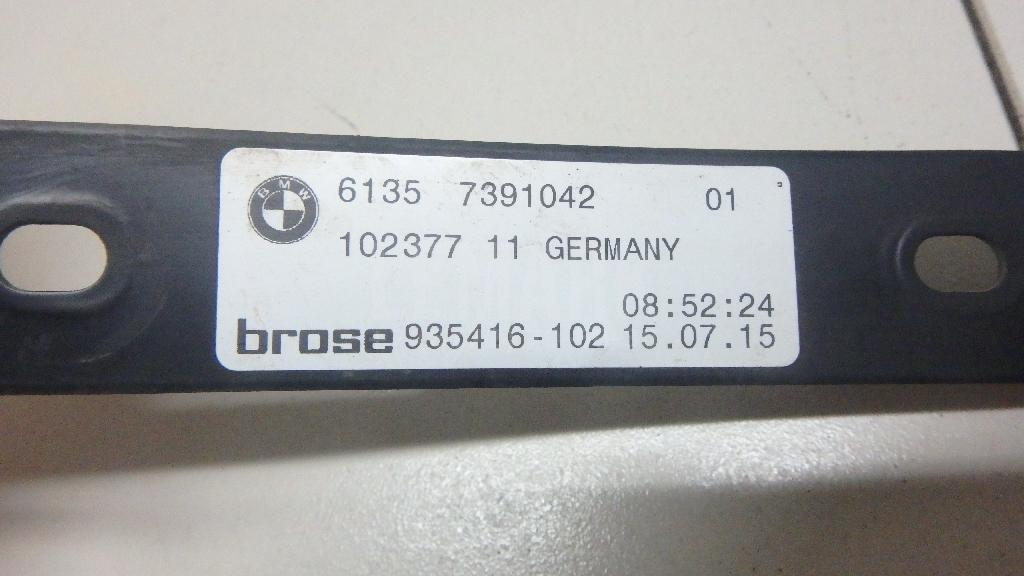 BMW
6135 7391042 01
102377 11 GERMANY
08:52:24
brose 935416-102 15.07.15